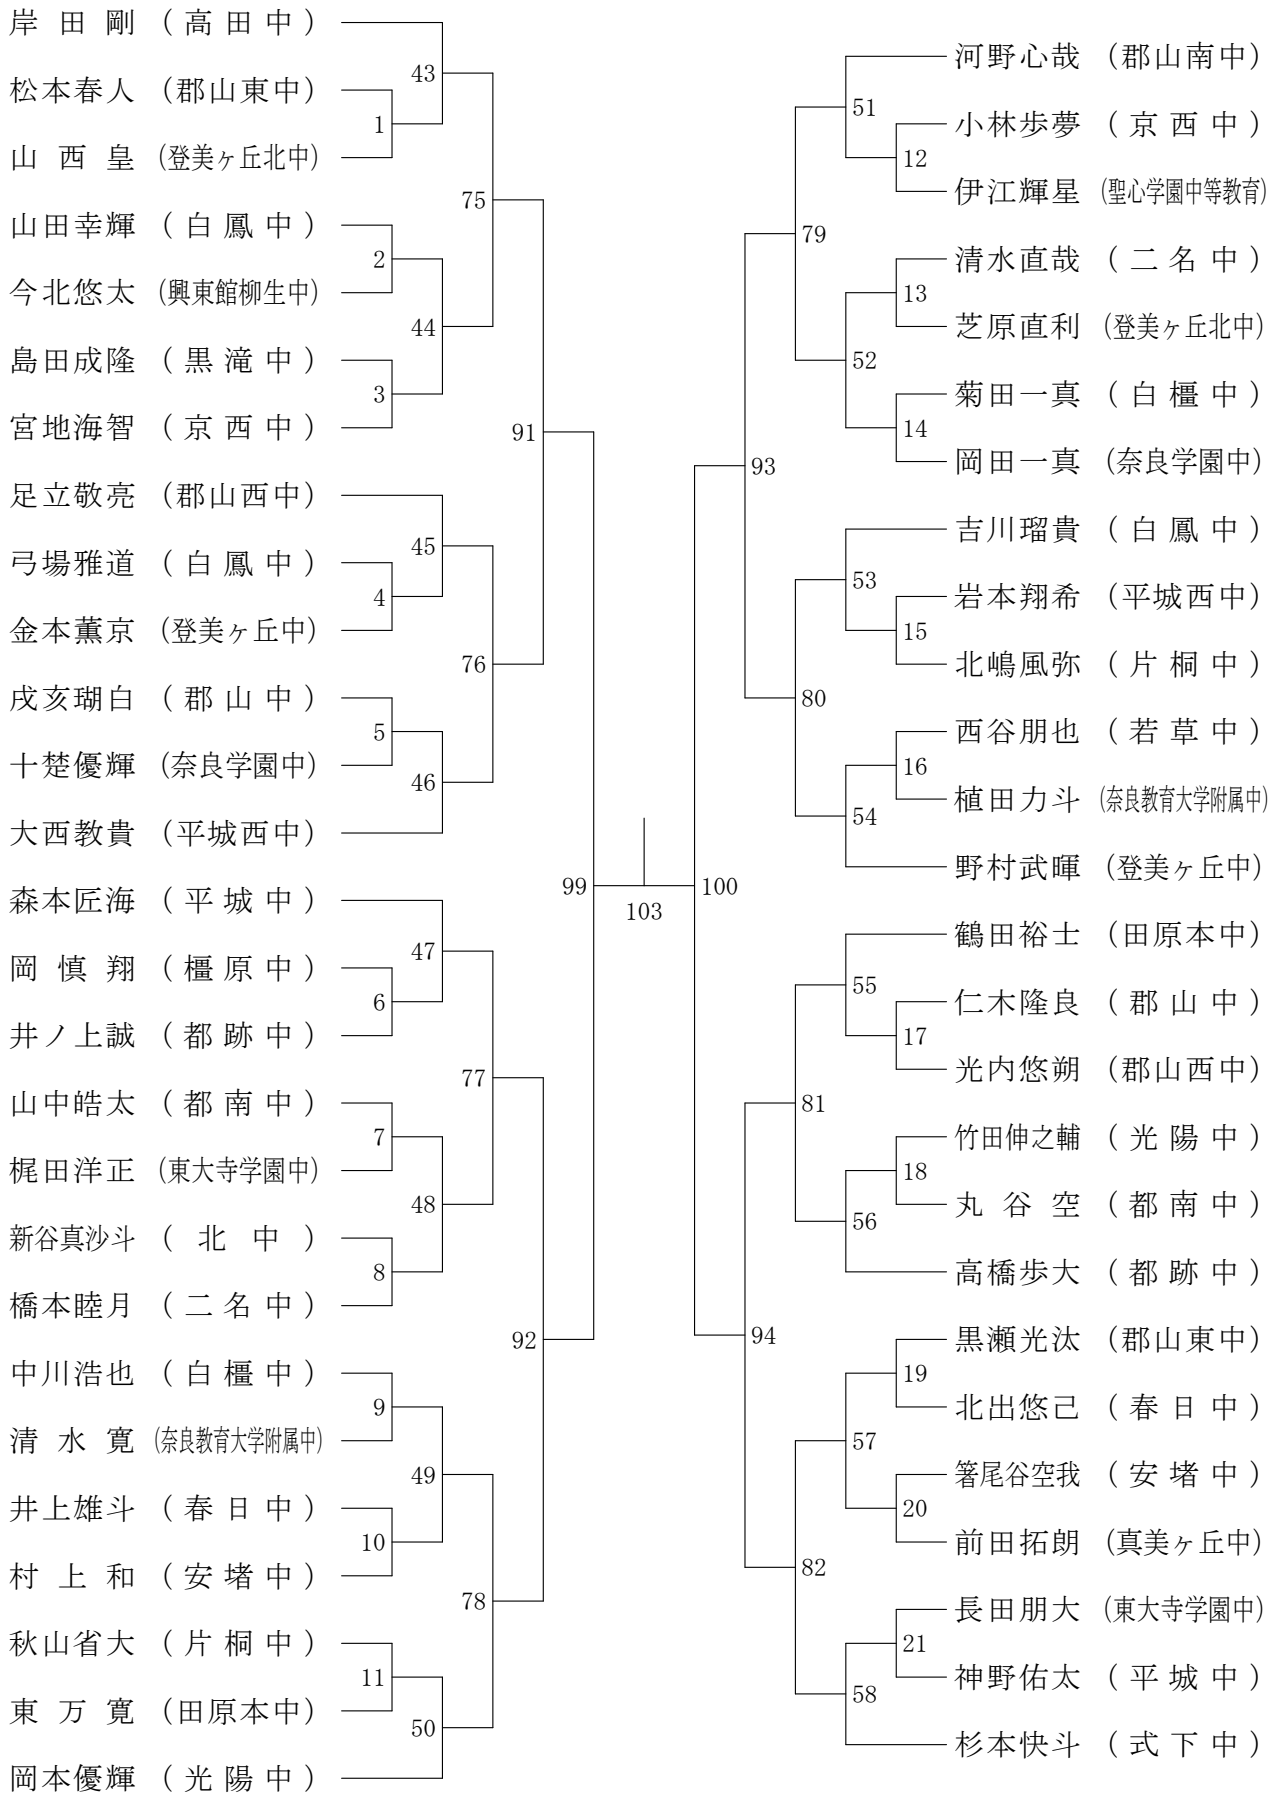 岸田剛 (高田中)
松本春人 (郡山東中)
山西皇 (登美ヶ丘北中)
山田幸輝 (白鳳中)
今北悠太 (興東館柳生中)
島田成隆 (黒滝中)
宮地海智 (京西中)
足立敬亮 (郡山西中)
弓場雅道 (白鳳中)
金本薫京 (登美ヶ丘中)
戌亥瑚白 (郡山中)
十楚優輝 (奈良学園中)
大西教貴 (平城西中)
森本匠海 (平城中)
岡慎翔 (橿原中)
井ノ上誠 (都跡中)
山中皓太 (都南中)
梶田洋正 (東大寺学園中)
新谷真沙斗 (北中)
橋本睦月 (二名中)
中川浩也 (白橿中)
清水寛 (奈良教育大学附属中)
井上雄斗 (春日中)
村上和 (安堵中)
秋山省大 (片桐中)
東万寛 (田原本中)
岡本優輝 (光陽中)
1
2
3
4
5
6
7
8
9
10
11
43
44
45
46
47
48
49
50
75
76
77
78
91
92
99
103
100
93
94
79
80
81
82
51
52
53
54
55
56
57
58
12
13
14
15
16
17
18
19
20
21
河野心哉 (郡山南中)
小林歩夢 (京西中)
伊江輝星 (聖心学園中等教育)
清水直哉 (二名中)
芝原直利 (登美ヶ丘北中)
菊田一真 (白橿中)
岡田一真 (奈良学園中)
吉川瑠貴 (白鳳中)
岩本翔希 (平城西中)
北嶋風弥 (片桐中)
西谷朋也 (若草中)
植田力斗 (奈良教育大学附属中)
野村武暉 (登美ヶ丘中)
鶴田裕士 (田原本中)
仁木隆良 (郡山中)
光内悠朔 (郡山西中)
竹田伸之輔 (光陽中)
丸谷空 (都南中)
高橋歩大 (都跡中)
黒瀬光汰 (郡山東中)
北出悠己 (春日中)
箸尾谷空我 (安堵中)
前田拓朗 (真美ヶ丘中)
長田朋大 (東大寺学園中)
神野佑太 (平城中)
杉本快斗 (式下中)